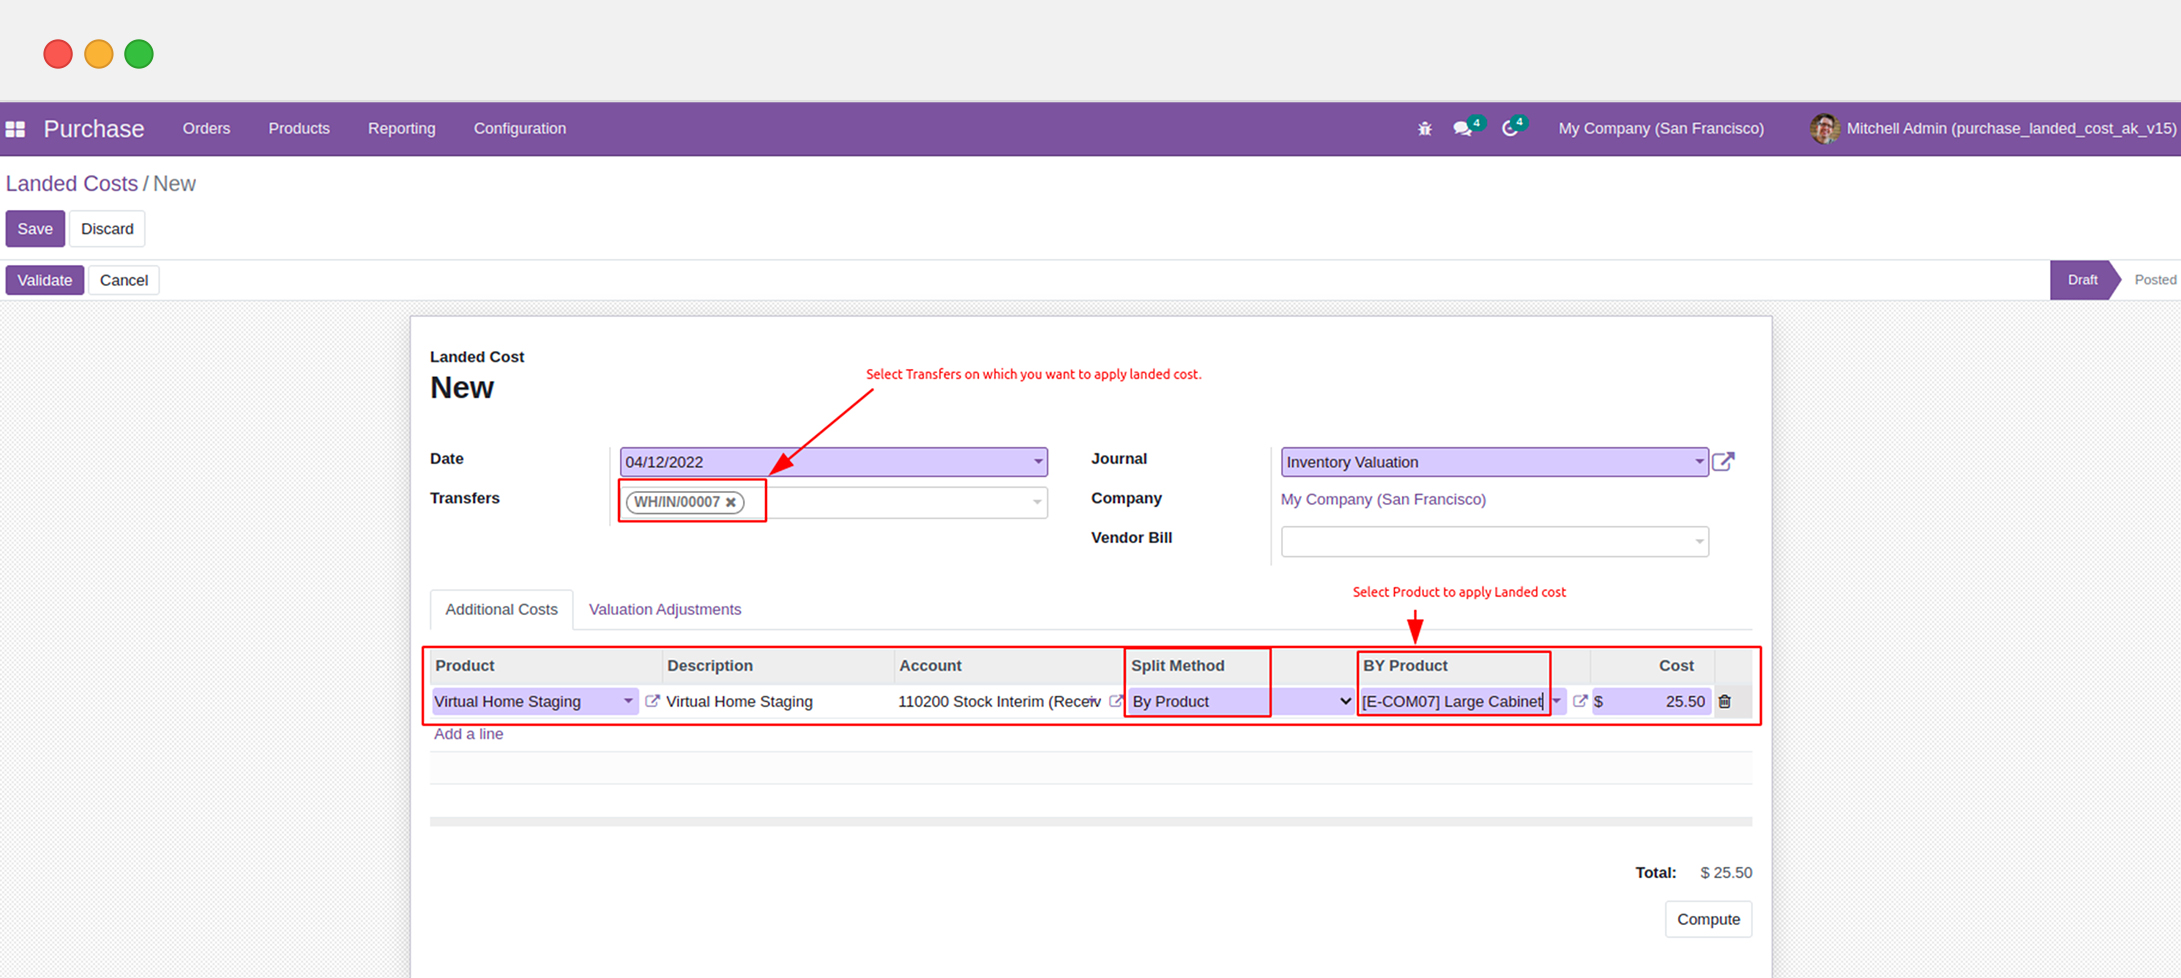 Purchase Orders Products Reporting Configuration 4 4 My Company (San Francisco) Mitchell Admin (purchase_landed_cost_ak_v15)
Landed Costs / New
Save Discard
Validate Cancel Draft Posted
Landed Cost
Select Transfers on which you want to apply landed cost.
New
Date 04/12/2022 Journal Inventory Valuation
Transfers WH/IN/00007 Company My Company (San Francisco)
Vendor Bill
Select Product to apply Landed cost
Additional Costs Valuation Adjustments
Product Description Account Split Method BY Product Cost
Virtual Home Staging Virtual Home Staging 110200 Stock Interim (Receiv By Product [E-COM07] Large Cabinet $ 25.50
Add a line
Total: $ 25.50
Compute